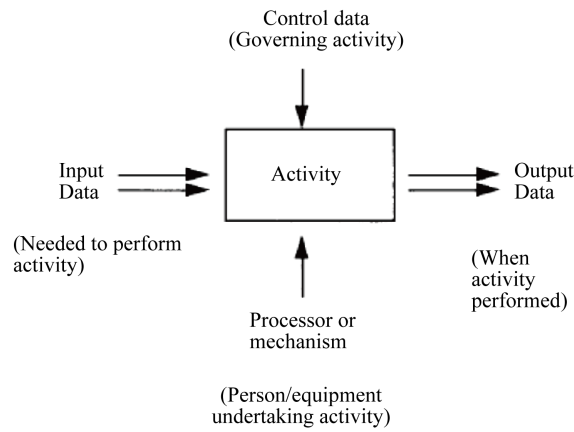 Control data
(Governing activity)
Input
Data
Activity
Output
Data
(Needed to perform
activity)
(When
activity
performed)
Processor or
mechanism
(Person/equipment
undertaking activity)